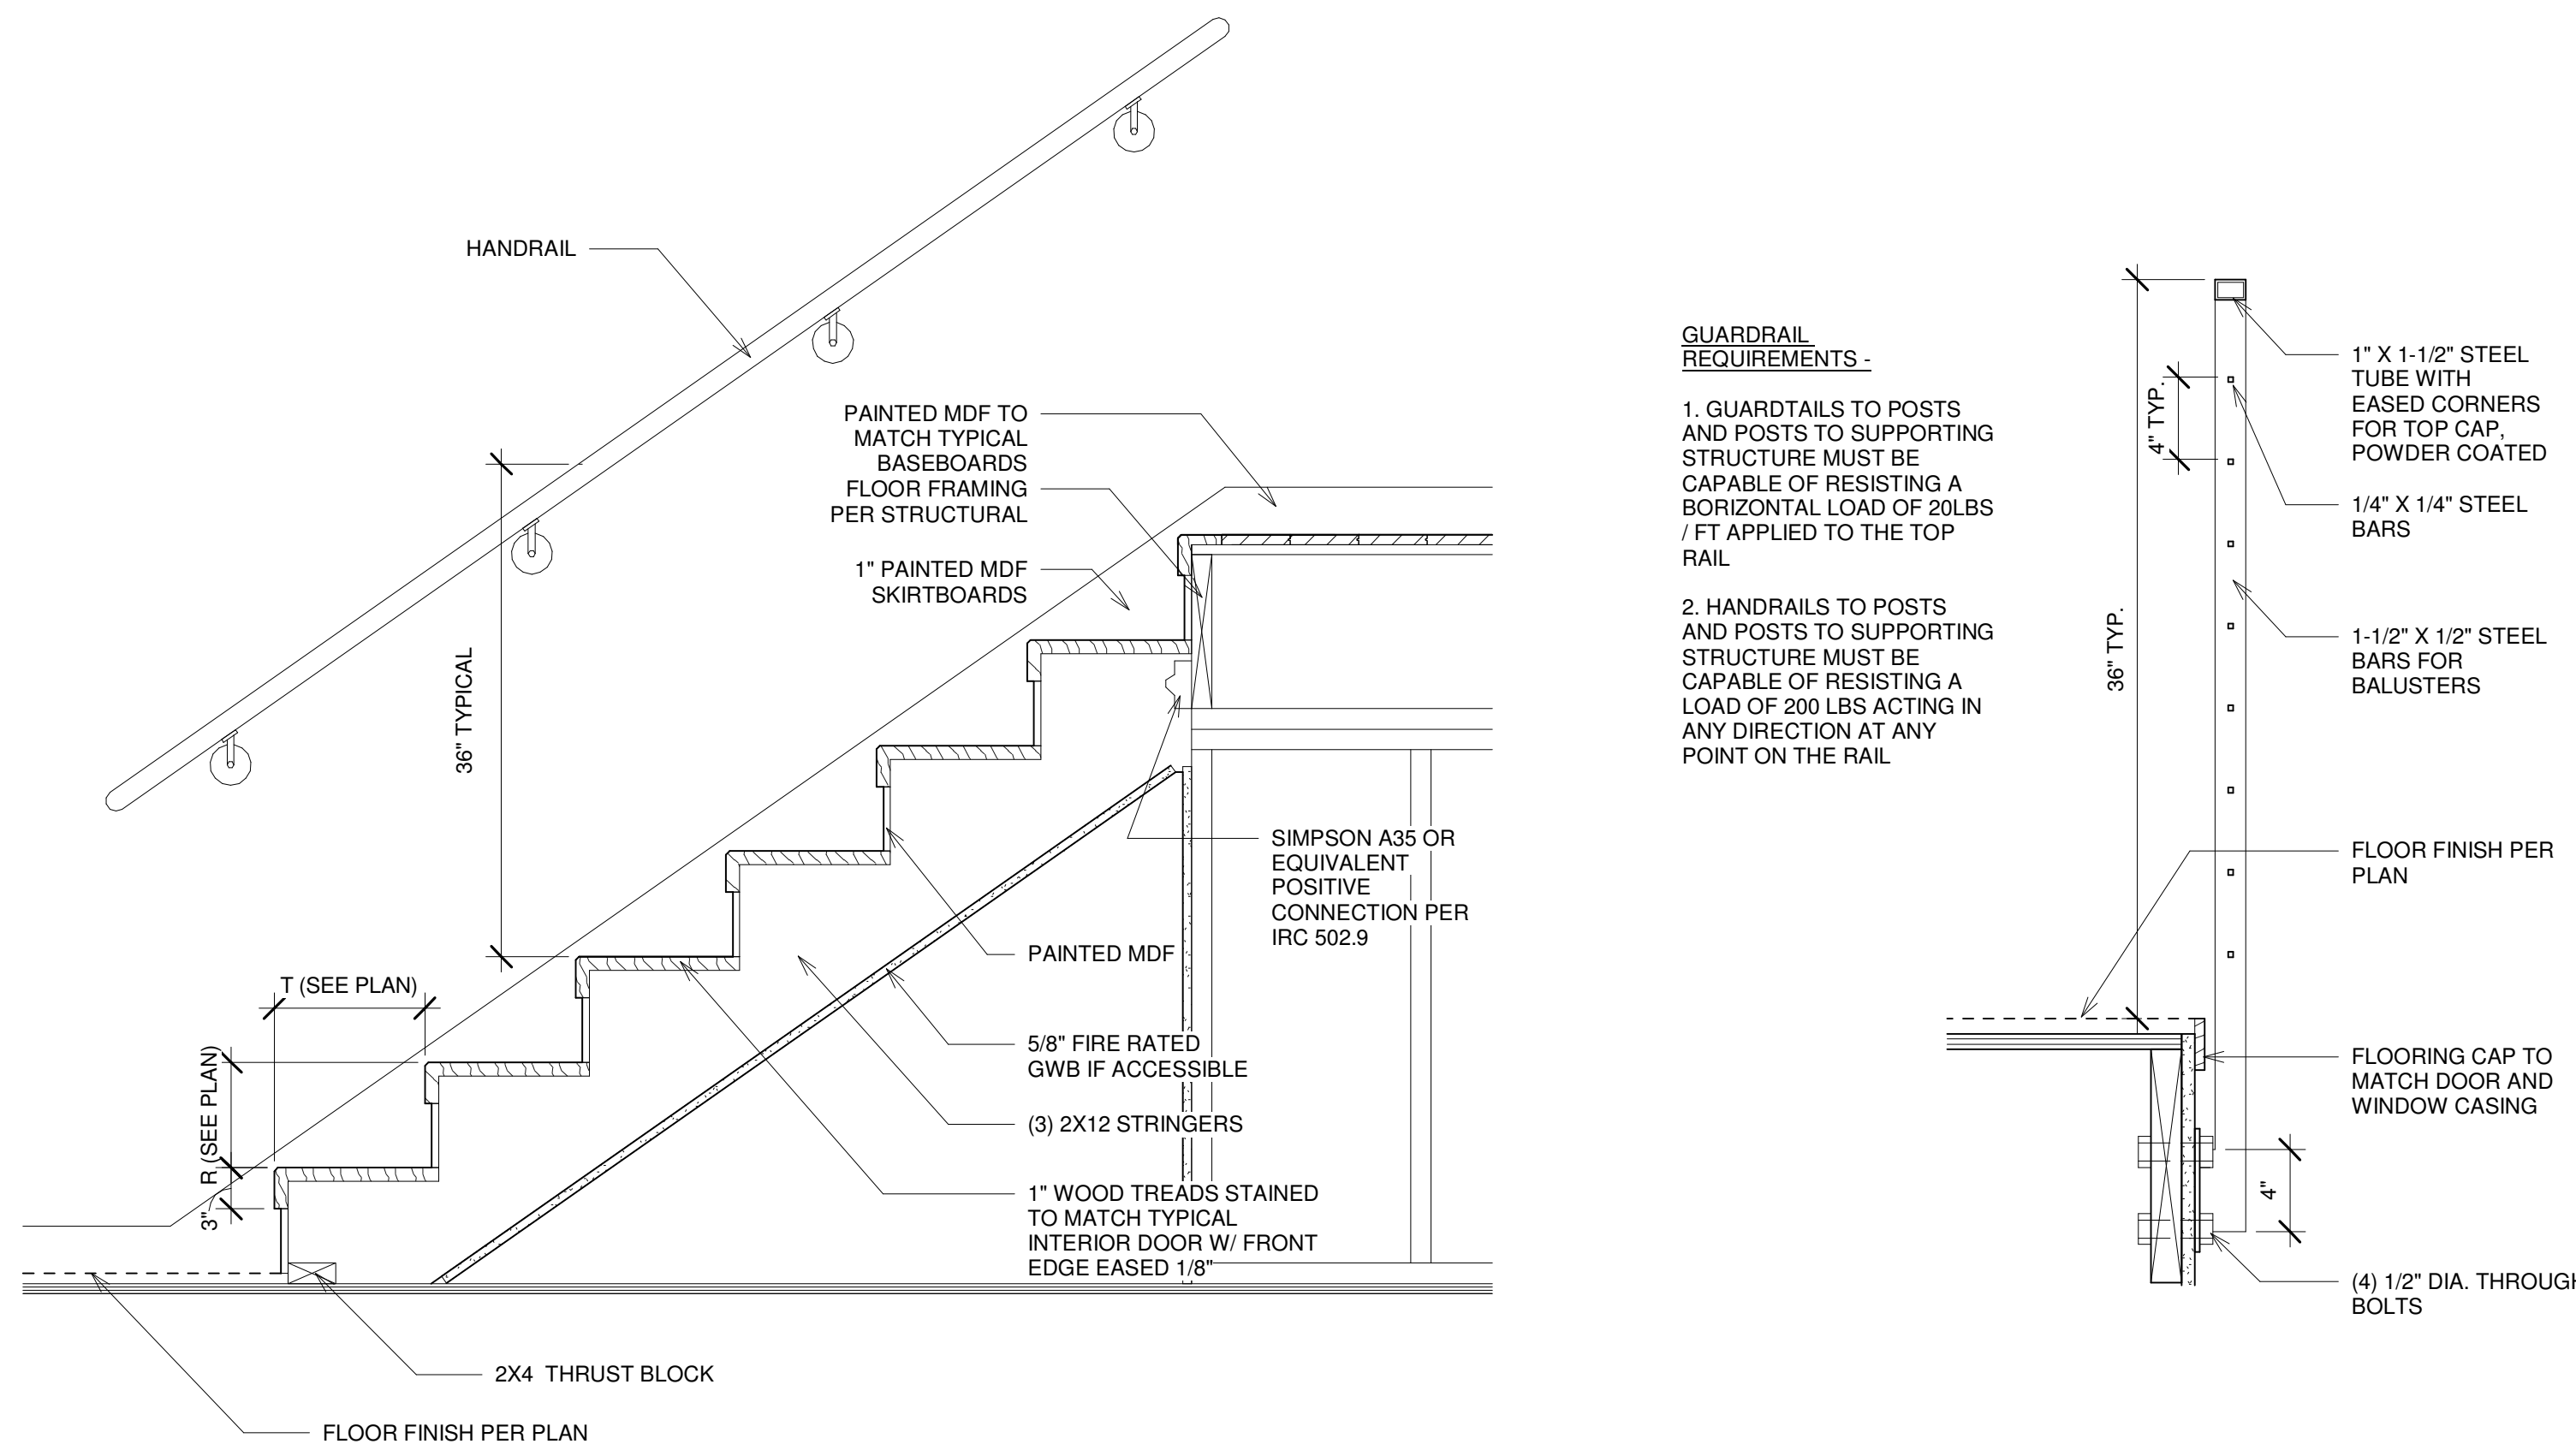 HANDRAIL
PAINTED MDF TO
MATCH TYPICAL
BASEBOARDS
FLOOR FRAMING
PER STRUCTURAL
1" PAINTED MDF
SKIRTBOARDS
36" TYPICAL
T (SEE PLAN)
R (SEE PLAN)
3"
SIMPSON A35 OR
EQUIVALENT
POSITIVE
CONNECTION PER
IRC 502.9
PAINTED MDF
5/8" FIRE RATED
GWB IF ACCESSIBLE
(3) 2X12 STRINGERS
1" WOOD TREADS STAINED
TO MATCH TYPICAL
INTERIOR DOOR W/ FRONT
EDGE EASED 1/8"
2X4 THRUST BLOCK
FLOOR FINISH PER PLAN
GUARDRAIL
REQUIREMENTS -
1. GUARDTAILS TO POSTS
AND POSTS TO SUPPORTING
STRUCTURE MUST BE
CAPABLE OF RESISTING A
BORIZONTAL LOAD OF 20LBS
/ FT APPLIED TO THE TOP
RAIL
2. HANDRAILS TO POSTS
AND POSTS TO SUPPORTING
STRUCTURE MUST BE
CAPABLE OF RESISTING A
LOAD OF 200 LBS ACTING IN
ANY DIRECTION AT ANY
POINT ON THE RAIL
36" TYP.
4" TYP.
1" X 1-1/2" STEEL
TUBE WITH
EASED CORNERS
FOR TOP CAP,
POWDER COATED
1/4" X 1/4" STEEL
BARS
1-1/2" X 1/2" STEEL
BARS FOR
BALUSTERS
FLOOR FINISH PER
PLAN
FLOORING CAP TO
MATCH DOOR AND
WINDOW CASING
4"
(4) 1/2" DIA. THROUGH
BOLTS